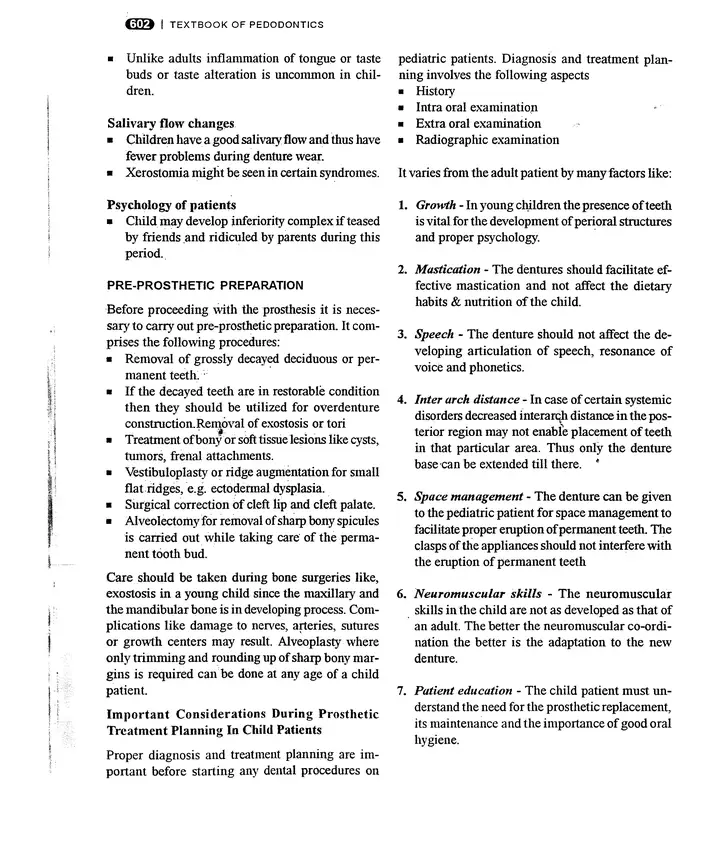 602 | TEXTBOOK OF PEDODONTICS
▪ Unlike adults inflammation of tongue or taste
buds or taste alteration is uncommon in chil-
dren.
Salivary flow changes
▪ Children have a good salivary flow and thus have
fewer problems during denture wear.
▪ Xerostomia might be seen in certain syndromes.
Psychology of patients
▪ Child may develop inferiority complex if teased
by friends and ridiculed by parents during this
period.
PRE-PROSTHETIC PREPARATION
Before proceeding with the prosthesis it is neces-
sary to carry out pre-prosthetic preparation. It com-
prises the following procedures:
▪ Removal of grossly decayed deciduous or per-
manent teeth.
▪ If the decayed teeth are in restorable condition
then they should be utilized for overdenture
construction.Removal of exostosis or tori
▪ Treatment of bony or soft tissue lesions like cysts,
tumors, frenal attachments.
▪ Vestibuloplasty or ridge augmentation for small
flat ridges, e.g. ectodermal dysplasia.
▪ Surgical correction of cleft lip and cleft palate.
▪ Alveolectomy for removal of sharp bony spicules
is carried out while taking care of the perma-
nent tooth bud.
Care should be taken during bone surgeries like,
exostosis in a young child since the maxillary and
the mandibular bone is in developing process. Com-
plications like damage to nerves, arteries, sutures
or growth centers may result. Alveoplasty where
only trimming and rounding up of sharp bony mar-
gins is required can be done at any age of a child
patient.
Important Considerations During Prosthetic
Treatment Planning In Child Patients
Proper diagnosis and treatment planning are im-
portant before starting any dental procedures on
pediatric patients. Diagnosis and treatment plan-
ning involves the following aspects
▪ History
▪ Intra oral examination
▪ Extra oral examination
▪ Radiographic examination
It varies from the adult patient by many factors like:
1. Growth - In young children the presence of teeth
is vital for the development of perioral structures
and proper psychology.
2. Mastication - The dentures should facilitate ef-
fective mastication and not affect the dietary
habits & nutrition of the child.
3. Speech - The denture should not affect the de-
veloping articulation of speech, resonance of
voice and phonetics.
4. Inter arch distance - In case of certain systemic
disorders decreased interarch distance in the pos-
terior region may not enable placement of teeth
in that particular area. Thus only the denture
base can be extended till there.
5. Space management - The denture can be given
to the pediatric patient for space management to
facilitate proper eruption of permanent teeth. The
clasps of the appliances should not interfere with
the eruption of permanent teeth
6. Neuromuscular skills - The neuromuscular
skills in the child are not as developed as that of
an adult. The better the neuromuscular co-ordi-
nation the better is the adaptation to the new
denture.
7. Patient education - The child patient must un-
derstand the need for the prosthetic replacement,
its maintenance and the importance of good oral
hygiene.